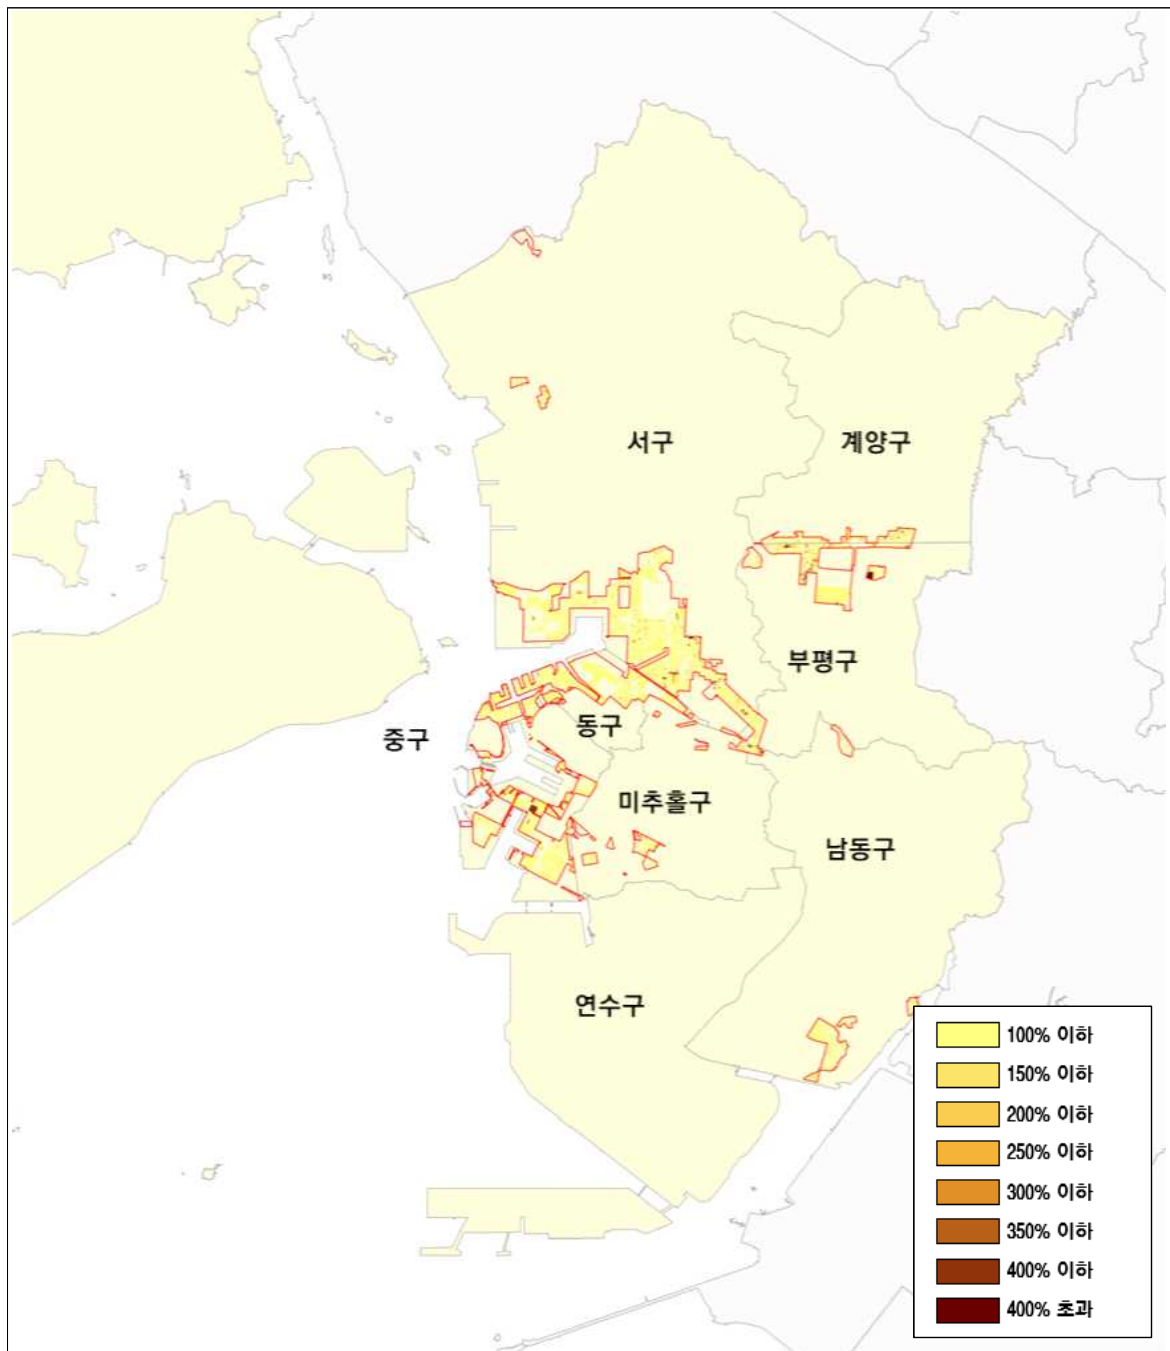 서구
계양구
부평구
동구
중구
미추홀구
남동구
연수구
100% 이하
150% 이하
200% 이하
250% 이하
300% 이하
350% 이하
400% 이하
400% 초과